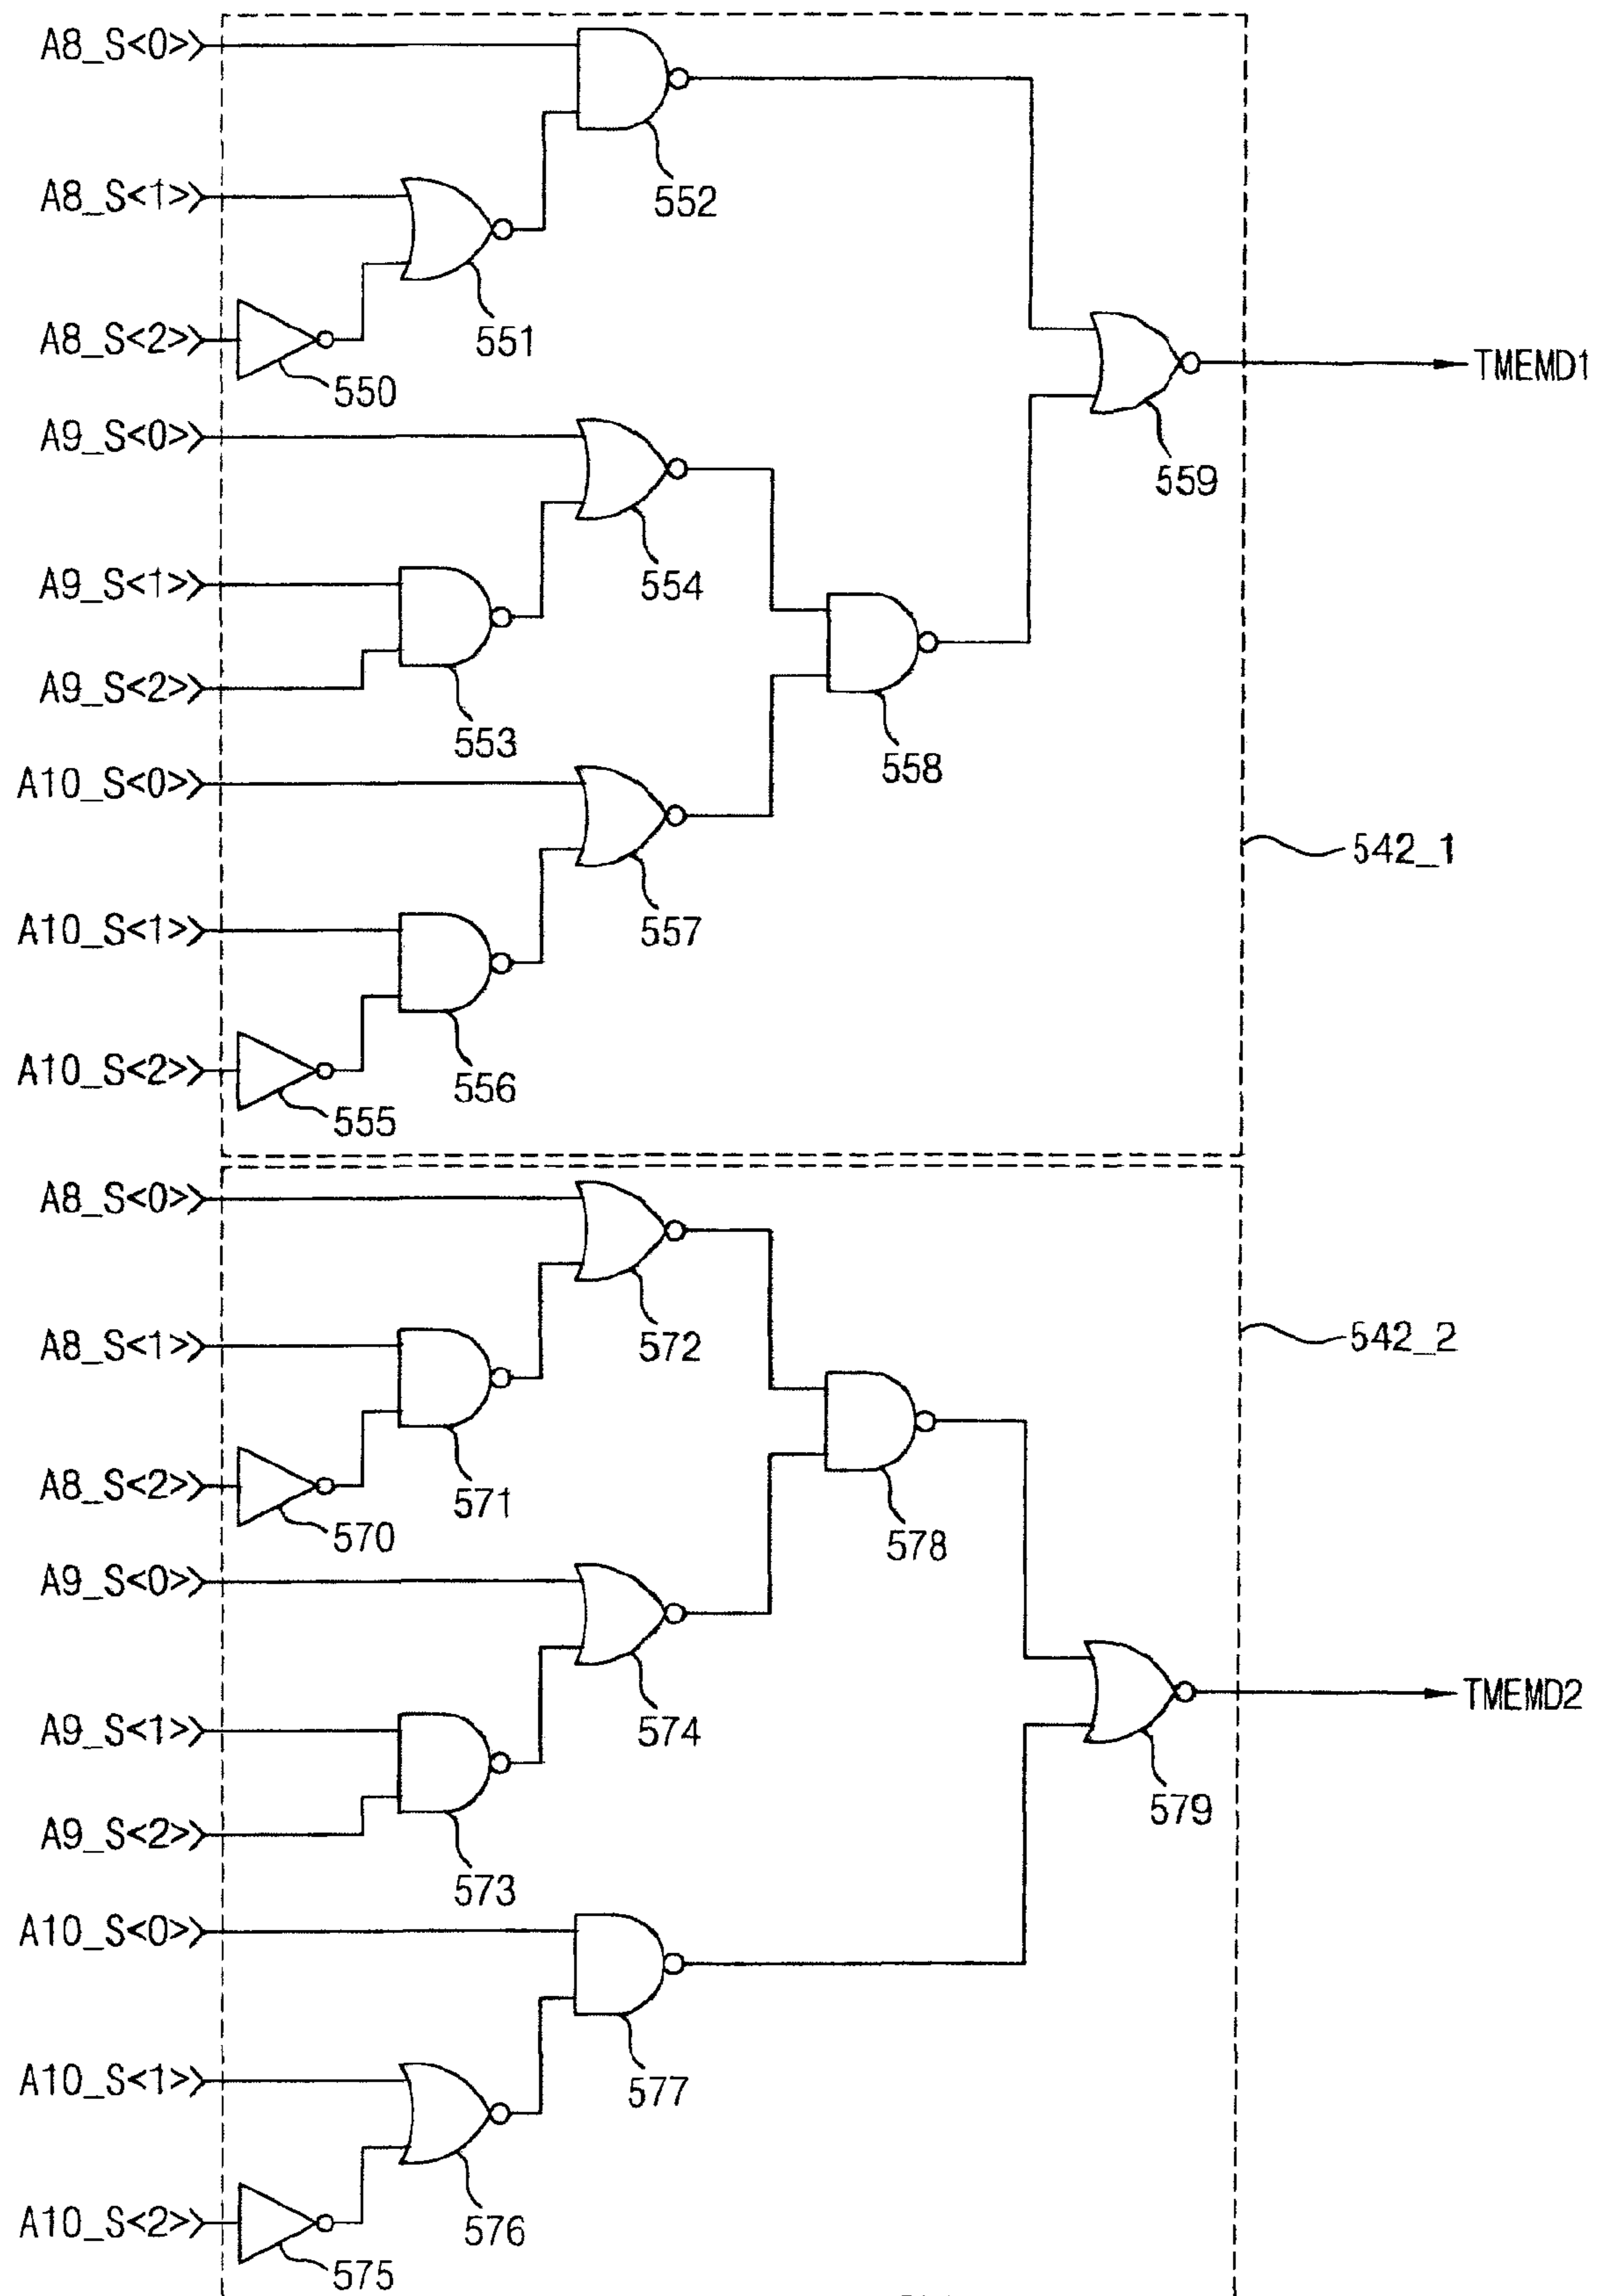 A8_S<0>
552
A8_S<1>
551
A8_S<2>
550
TMEMD1
A9_S<0>
559
554
A9_S<1>
A9_S<2>
553
558
A10_S<0>
542_1
557
A10_S<1>
556
A10_S<2>
555
A8_S<0>
572
542_2
A8_S<1>
571
A8_S<2>
570
578
A9_S<0>
TMEMD2
574
A9_S<1>
579
A9_S<2>
573
A10_S<0>
577
A10_S<1>
576
A10_S<2>
575